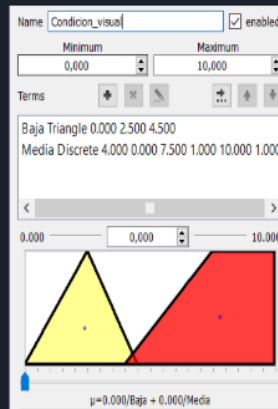 Name Condicion_visual enabled
Minimum Maximum
0,000 10,000
Terms
Baja Triangle 0.000 2.500 4.500
Media Discrete 4.000 0.000 7.500 1.000 10.000 1.000
0.000 0,000 10.000
μ=0.000/Baja + 0.000/Media